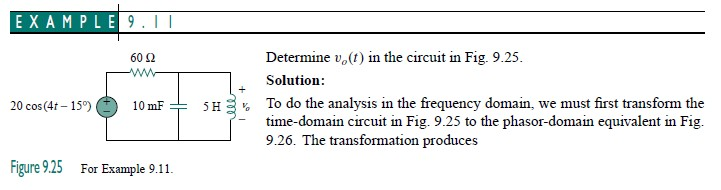 EXAMPLE 9.11
Determine vₒ(t) in the circuit in Fig. 9.25.
Solution:
To do the analysis in the frequency domain, we must first transform the
time-domain circuit in Fig. 9.25 to the phasor-domain equivalent in Fig.
9.26. The transformation produces
60 Ω
20 cos(4t – 15°)
+
–
10 mF
5 H
+
vₒ
–
Figure 9.25 For Example 9.11.